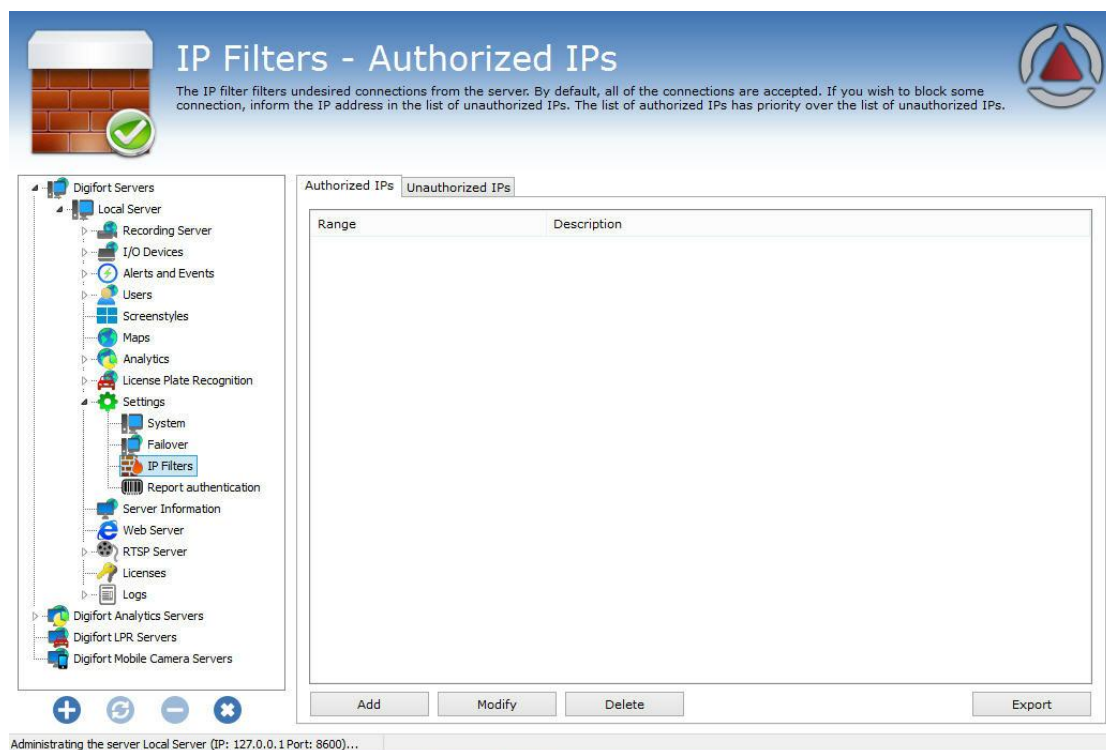 IP Filters - Authorized IPs
The IP filter filters undesired connections from the server. By default, all of the connections are accepted. If you wish to block some
connection, inform the IP address in the list of unauthorized IPs. The list of authorized IPs has priority over the list of unauthorized IPs.
Digifort Servers
Local Server
Recording Server
I/O Devices
Alerts and Events
Users
Screenstyles
Maps
Analytics
License Plate Recognition
Settings
System
Failover
IP Filters
Report authentication
Server Information
Web Server
RTSP Server
Licenses
Logs
Digifort Analytics Servers
Digifort LPR Servers
Digifort Mobile Camera Servers
Authorized IPs Unauthorized IPs
Range Description
Add Modify Delete Export
Administrating the server Local Server (IP: 127.0.0.1 Port: 8600)...